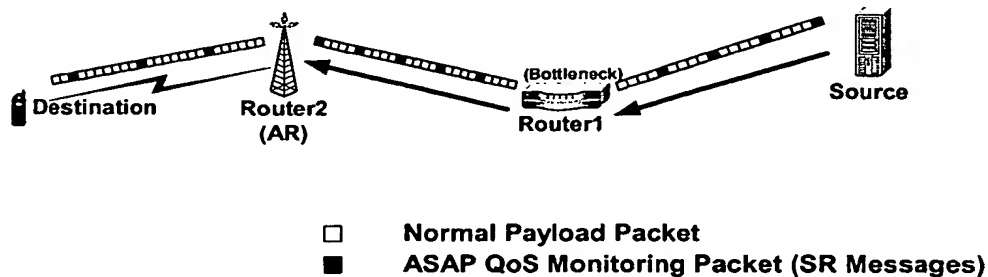 (Bottleneck)
Destination
Router2
(AR)
Router1
Source
Normal Payload Packet
ASAP QoS Monitoring Packet (SR Messages)